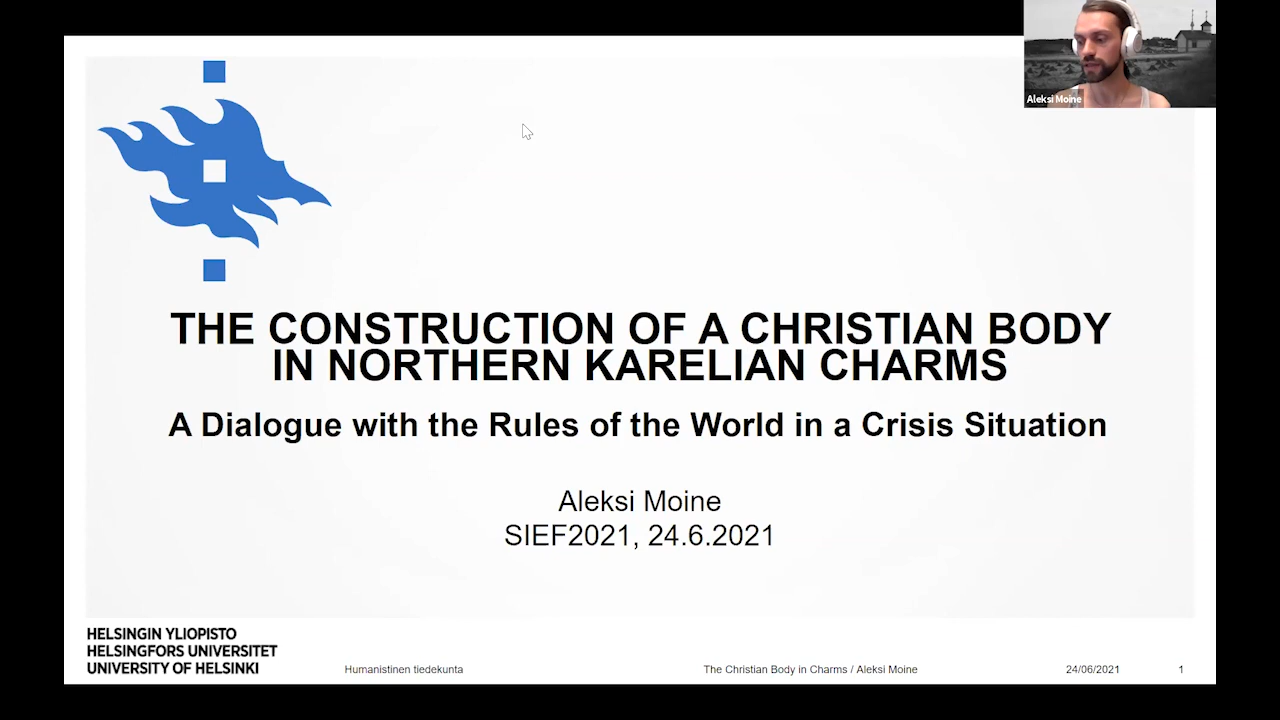 Aleksi Moine
THE CONSTRUCTION OF A CHRISTIAN BODY
IN NORTHERN KARELIAN CHARMS
A Dialogue with the Rules of the World in a Crisis Situation
Aleksi Moine
SIEF2021, 24.6.2021
HELSINGIN YLIOPISTO
HELSINGFORS UNIVERSITET
UNIVERSITY OF HELSINKI
Humanistinen tiedekunta
The Christian Body in Charms / Aleksi Moine
24/06/2021
1